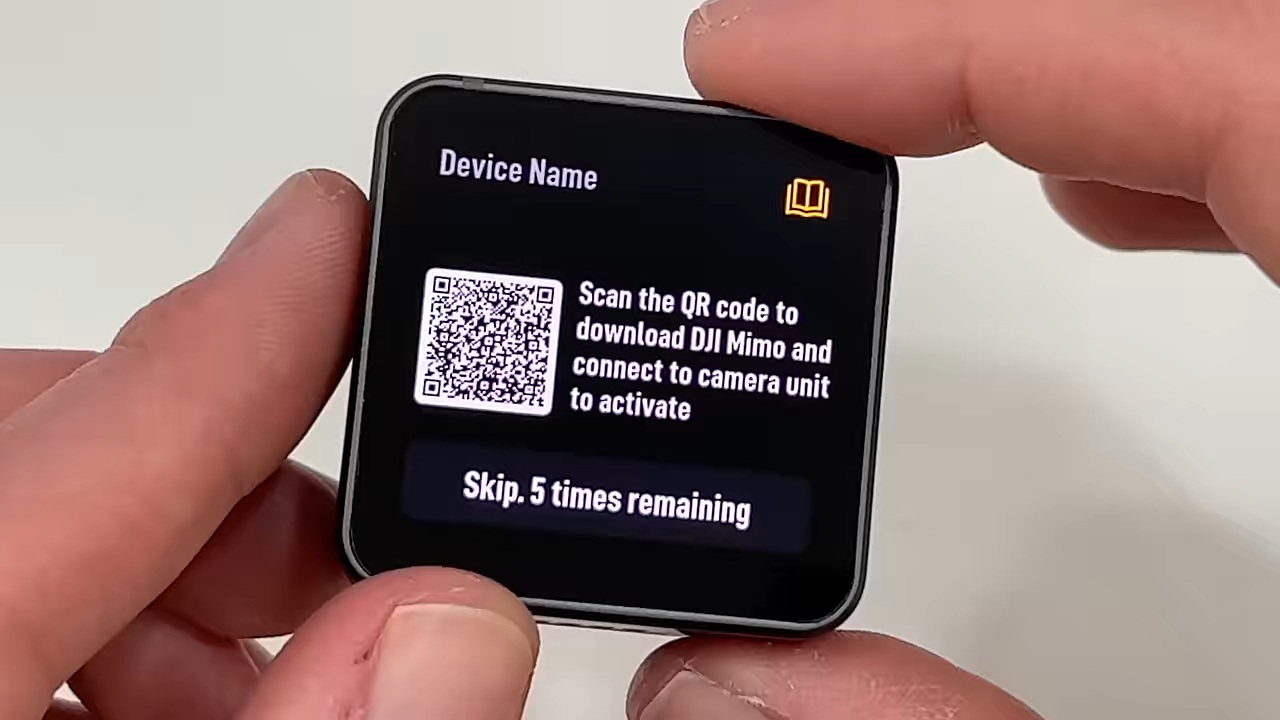 Device Name
Scan the QR code to
download DJI Mimo and
connect to camera unit
to activate
Skip. 5 times remaining